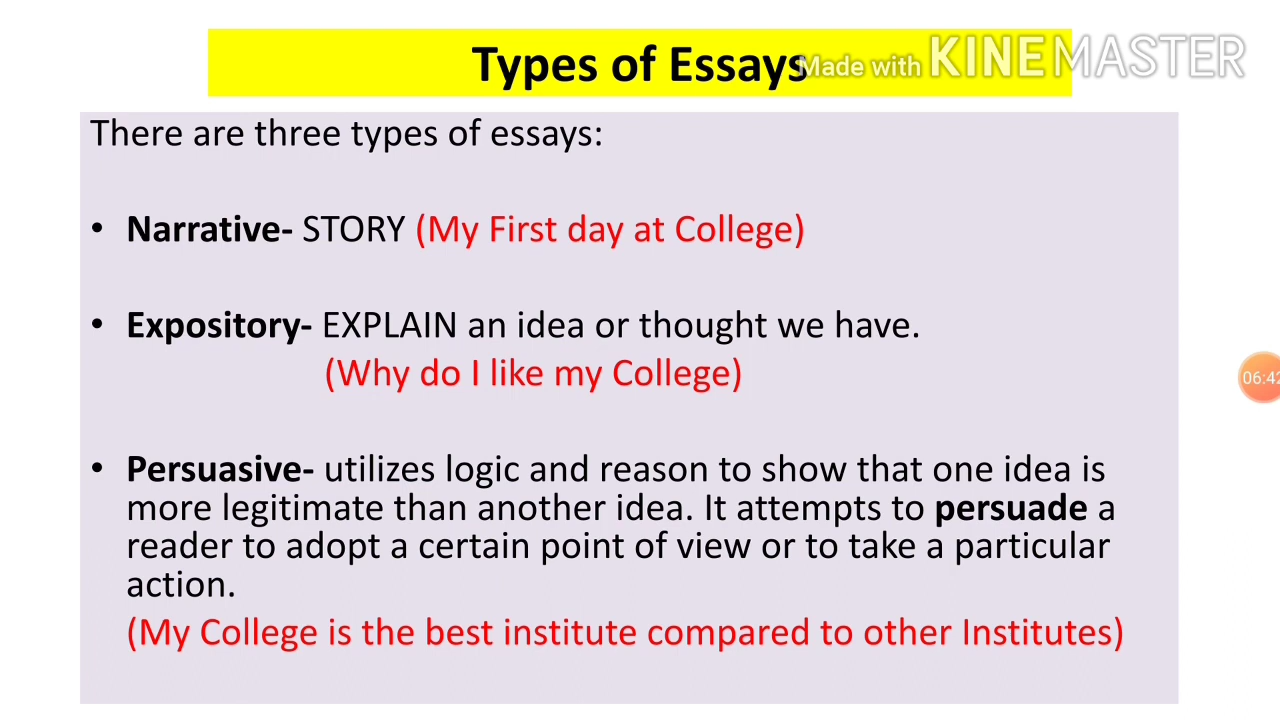 Types of Essays
Made with KINEMASTER
There are three types of essays:
• Narrative- STORY (My First day at College)
• Expository- EXPLAIN an idea or thought we have.
(Why do I like my College)
06:42
• Persuasive- utilizes logic and reason to show that one idea is
more legitimate than another idea. It attempts to persuade a
reader to adopt a certain point of view or to take a particular
action.
(My College is the best institute compared to other Institutes)